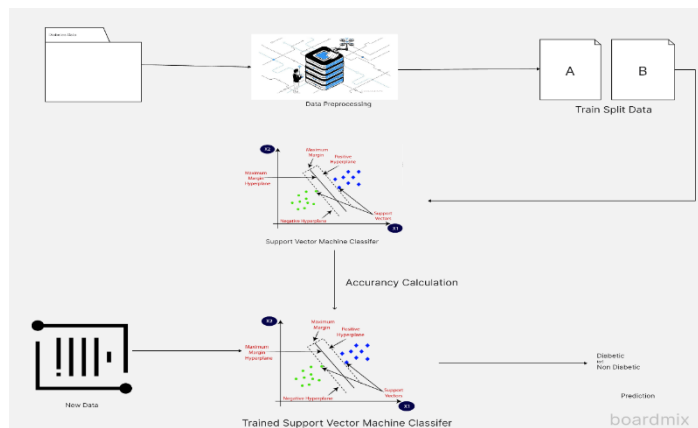 Data Preprocessing
A
B
Train Split Data
X2
Maximum
Margin
Positive
Hyperplane
Maximum
Margin
Hyperplane
Support
Vectors
Negative Hyperplane
X1
Support Vector Machine Classifer
Accurancy Calculation
X2
Maximum
Margin
Positive
Hyperplane
Maximum
Margin
Hyperplane
Support
Vectors
Negative Hyperplane
X1
Trained Support Vector Machine Classifer
New Data
Diabetic
Non Diabetic
Prediction
boardmix